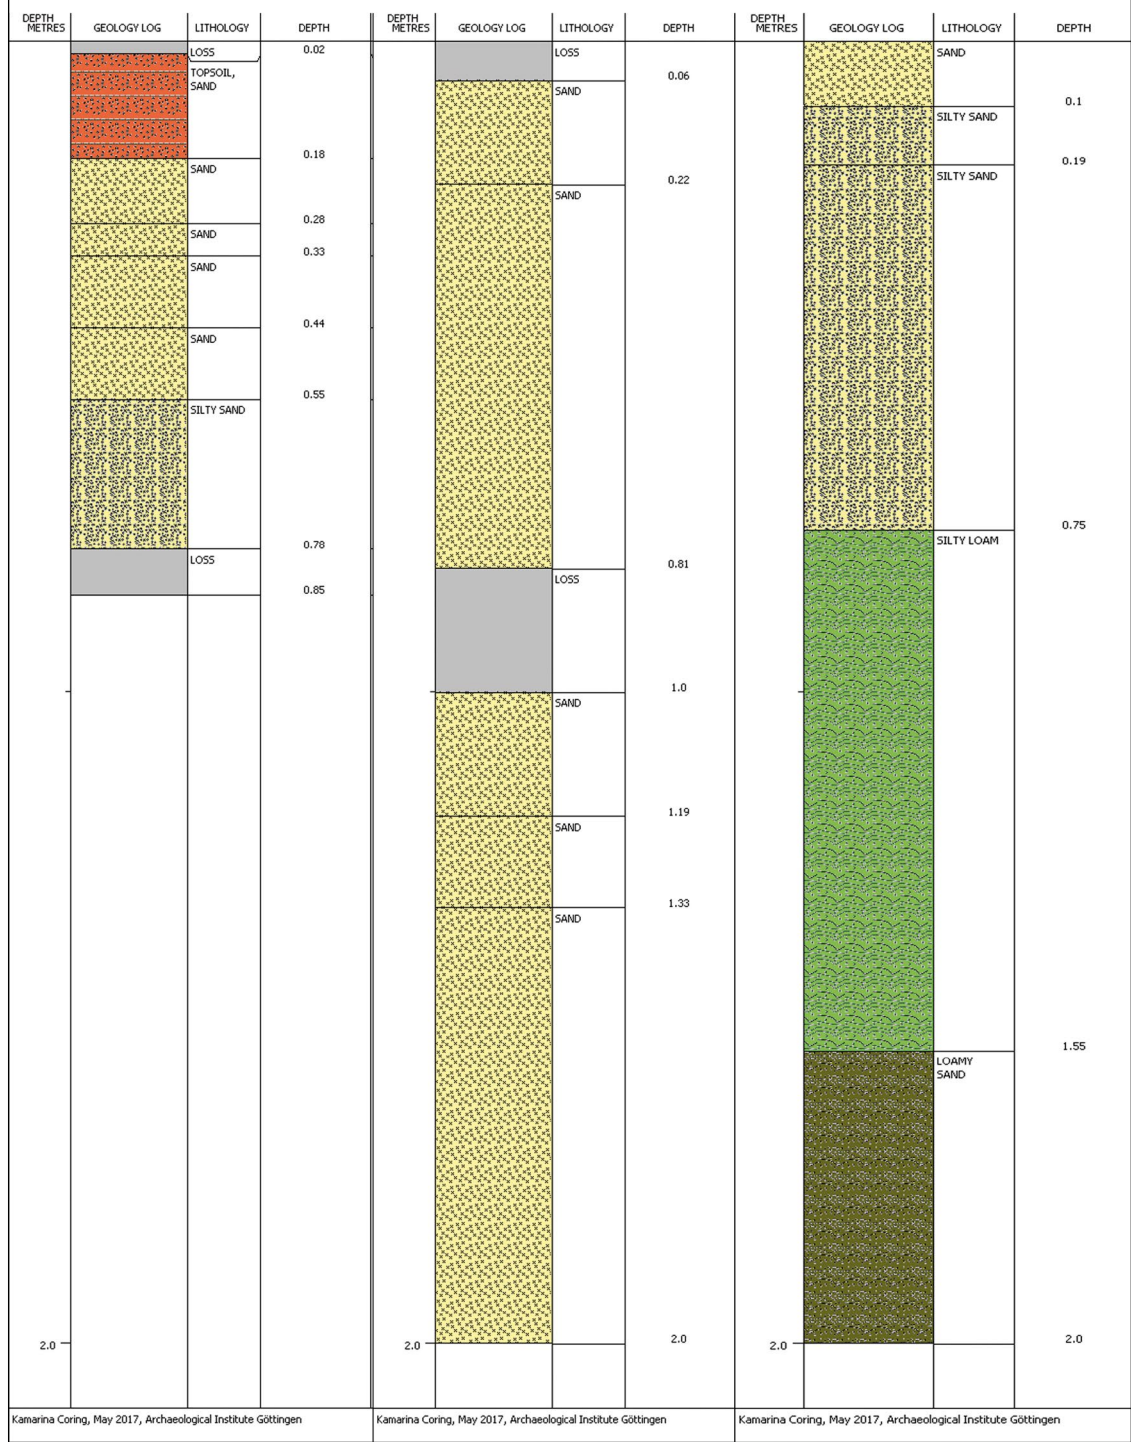 DEPTH
METRES
GEOLOGY LOG
LITHOLOGY
DEPTH
LOSS
0.02
TOPSOIL,
SAND
0.18
SAND
0.28
SAND
0.33
SAND
0.44
SAND
0.55
SILTY SAND
0.78
LOSS
0.85
2.0
Kamarina Coring, May 2017, Archaeological Institute Göttingen
DEPTH
METRES
GEOLOGY LOG
LITHOLOGY
DEPTH
LOSS
0.06
SAND
0.22
SAND
0.81
LOSS
1.0
SAND
1.19
SAND
1.33
SAND
2.0
2.0
Kamarina Coring, May 2017, Archaeological Institute Göttingen
DEPTH
METRES
GEOLOGY LOG
LITHOLOGY
DEPTH
SAND
0.1
SILTY SAND
0.19
SILTY SAND
0.75
SILTY LOAM
1.55
LOAMY
SAND
2.0
2.0
Kamarina Coring, May 2017, Archaeological Institute Göttingen